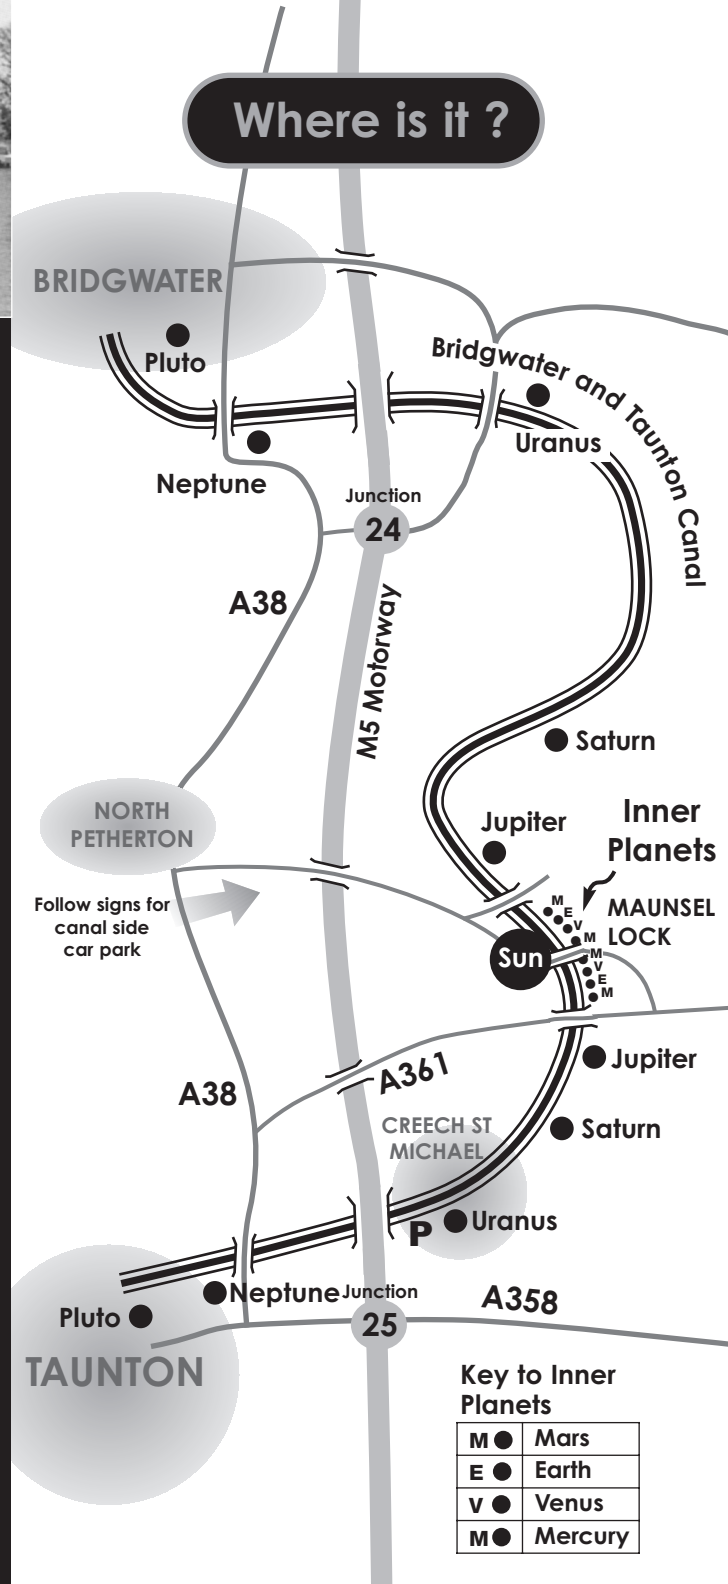 Where is it ?
BRIDGWATER
Pluto
Bridgwater and Taunton Canal
Uranus
Neptune
Junction
24
A38
M5 Motorway
Saturn
NORTH
PETHERTON
Jupiter
Inner
Planets
Follow signs for
canal side
car park
MAUNSEL
LOCK
M
E
V
M
Sun
M
V
E
M
Jupiter
A38
A361
Saturn
CREECH ST
MICHAEL
P
Uranus
Neptune
Junction
25
Pluto
A358
TAUNTON
Key to Inner
Planets
M Mars
E Earth
V Venus
M Mercury